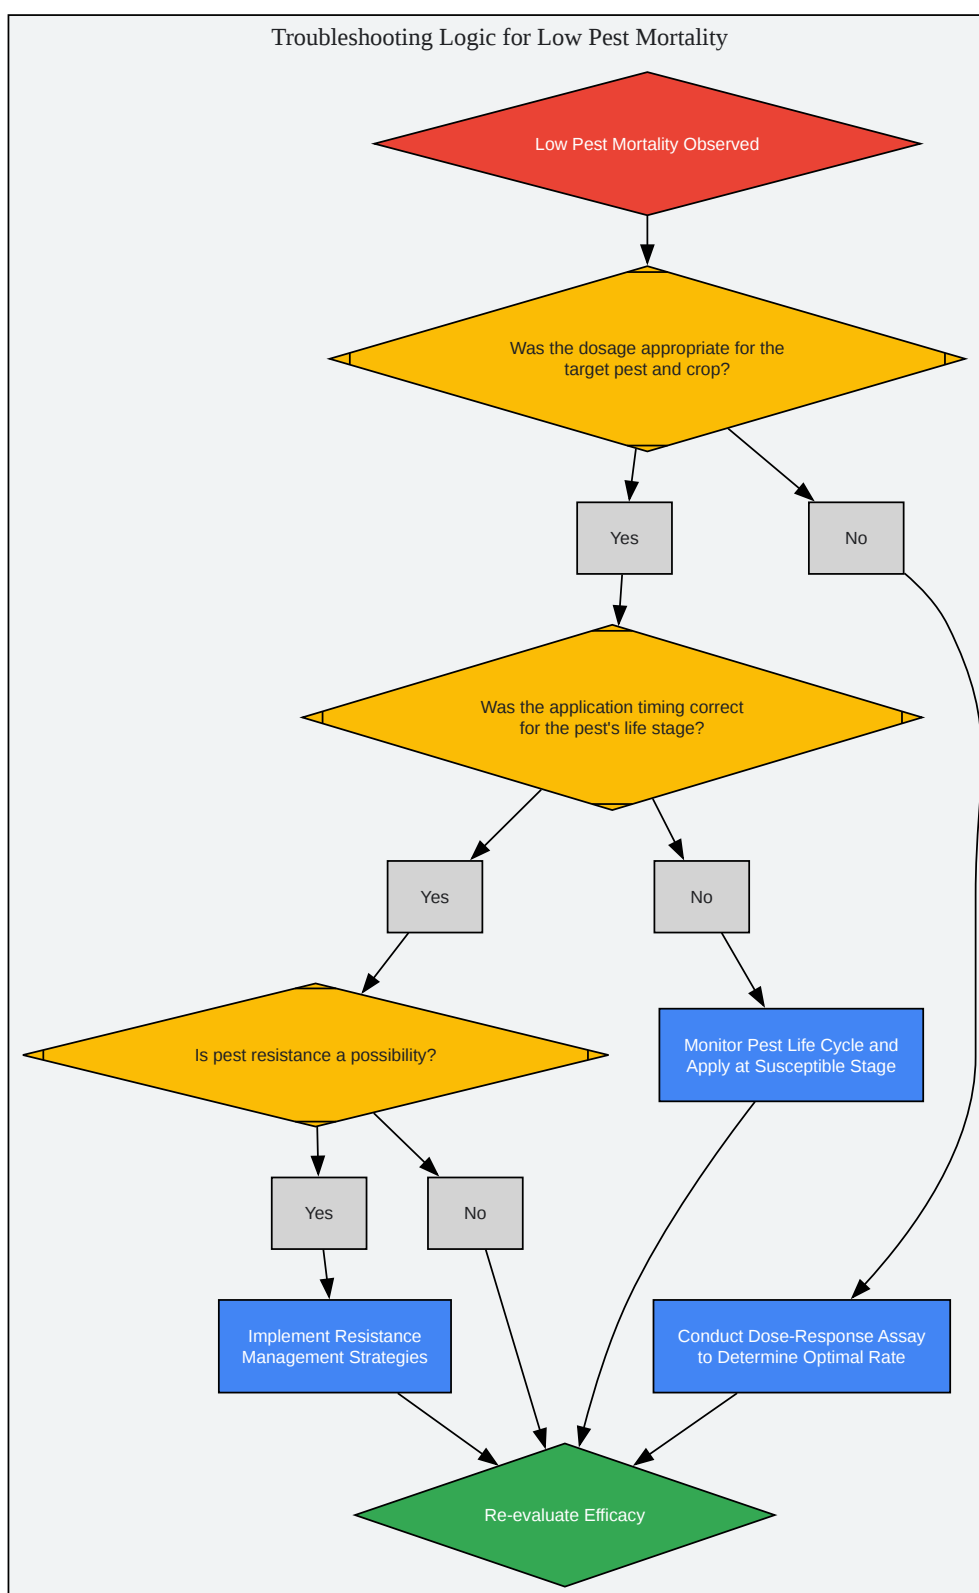 Troubleshooting Logic for Low Pest Mortality
Low Pest Mortality Observed
Was the dosage appropriate for the
target pest and crop?
Yes
No
Was the application timing correct
for the pest's life stage?
Yes
No
Is pest resistance a possibility?
Monitor Pest Life Cycle and
Apply at Susceptible Stage
Yes
No
Implement Resistance
Management Strategies
Conduct Dose-Response Assay
to Determine Optimal Rate
Re-evaluate Efficacy